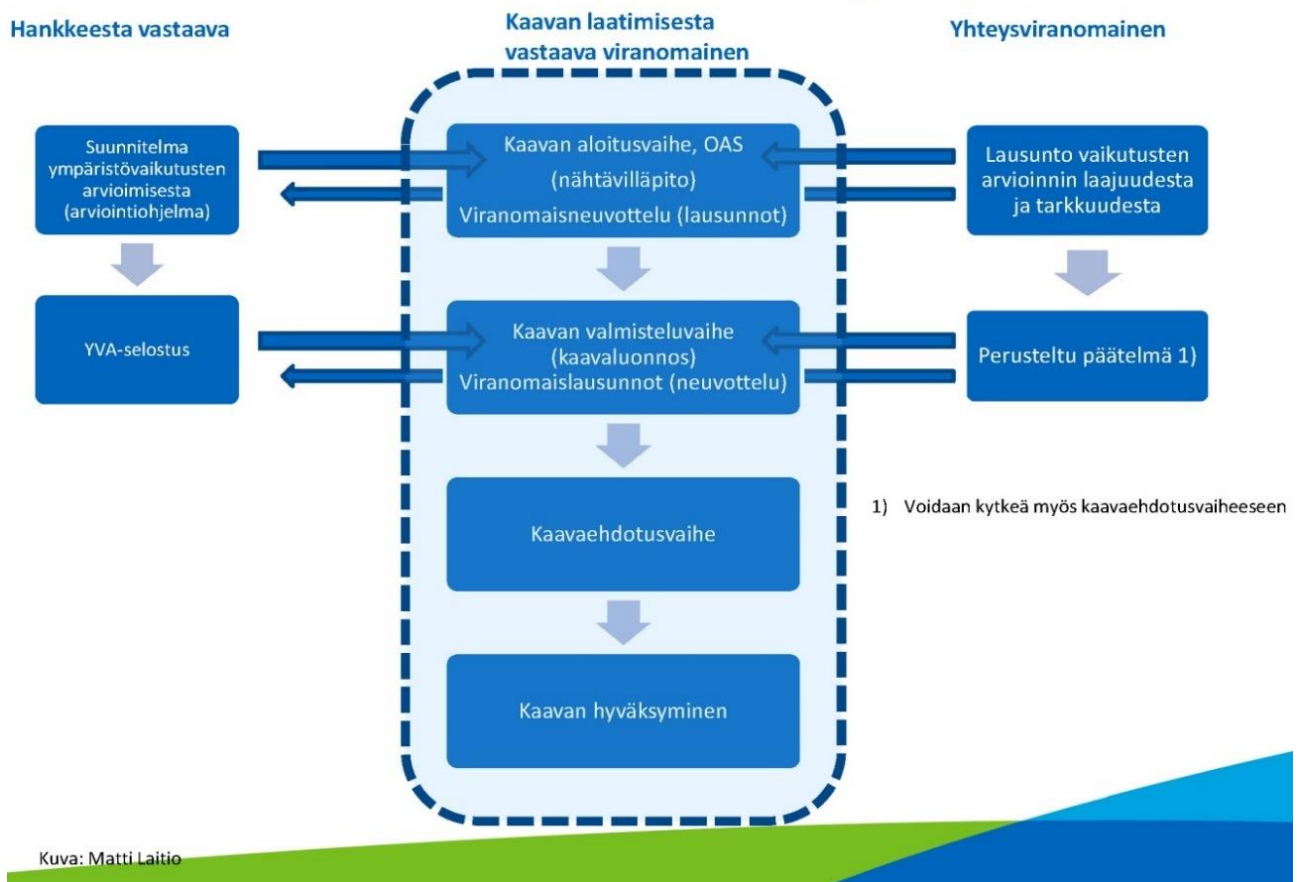 Hankkeesta vastaava
Kaavan laatimisesta
vastaava viranomainen
Yhteysviranomainen
Suunnitelma
ympäristövaikutusten
arvioimisesta
(arviointiohjelma)
Kaavan aloitusvaihe, OAS
(nähtävilläpito)
Viranomaisneuvottelu (lausunnot)
Lausunto vaikutusten
arvioinnin laajuudesta
ja tarkkuudesta
YVA-selostus
Kaavan valmisteluvaihe
(kaavaluonnos)
Viranomaislausunnot (neuvottelu)
Perusteltu päätelmä 1)
Kaavaehdotusvaihe
1) Voidaan kytkeä myös kaavaehdotusvaiheeseen
Kaavan hyväksyminen
Kuva: Matti Laitio